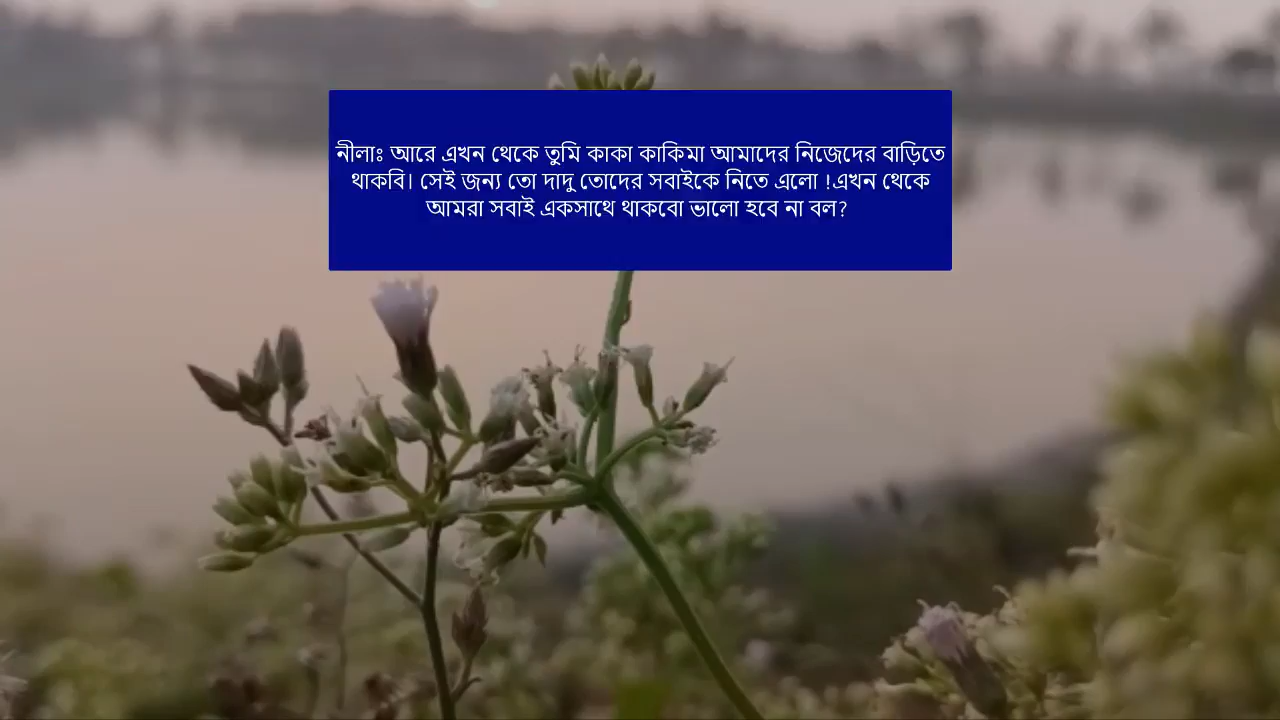 নীলাঃ আরে এখন থেকে তুমি কাকা কাকিমা আমাদের নিজেদের বাড়িতে
থাকবি। সেই জন্য তো দাদু তোদের সবাইকে নিতে এলো !এখন থেকে
আমরা সবাই একসাথে থাকবো ভালো হবে না বল?